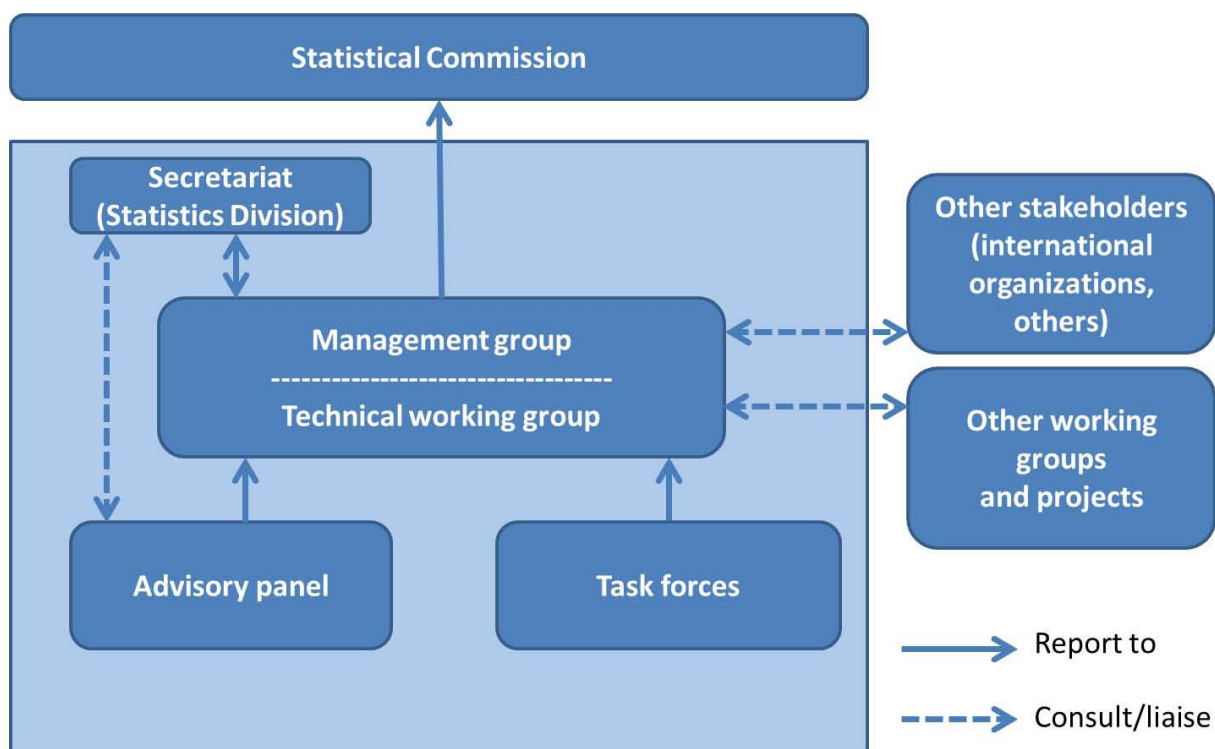 Statistical Commission
Secretariat
(Statistics Division)
Other stakeholders
(international
organizations,
others)
Management group
----------------------------------
Technical working group
Other working
groups
and projects
Advisory panel
Task forces
Report to
Consult/liaise